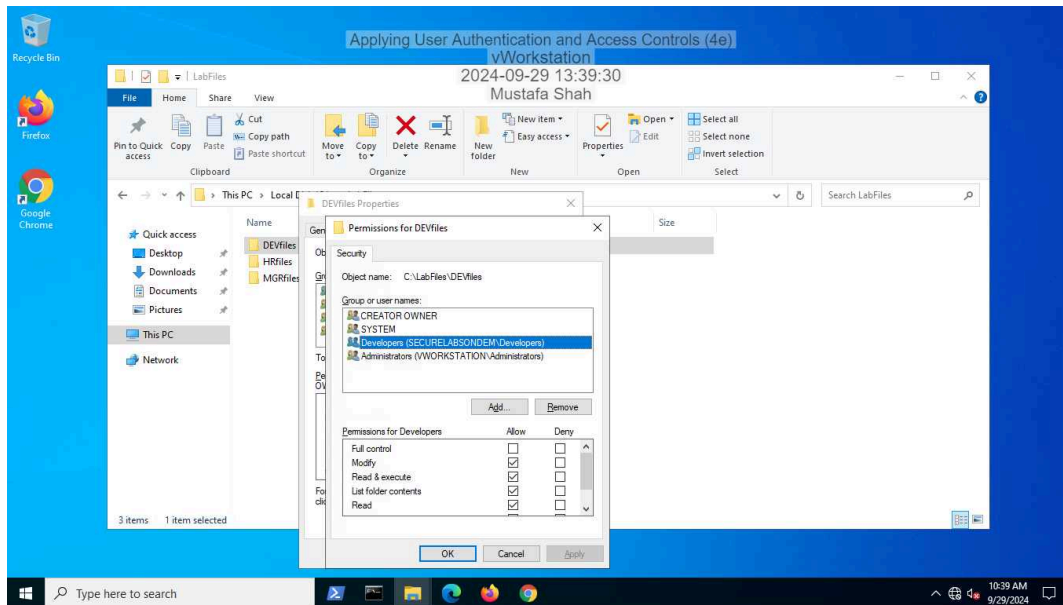 Recycle Bin
Firefox
Google
Chrome
Applying User Authentication and Access Controls (4e)
vWorkstation
2024-09-29 13:39:30
Mustafa Shah
LabFiles
File Home Share View
Pin to Quick access
Copy
Paste
Cut
Copy path
Paste shortcut
Clipboard
Move to
Copy to
Delete
Rename
Organize
New folder
New item
Easy access
New
Properties
Open
Edit
Open
Select all
Select none
Invert selection
Select
This PC > Local
Search LabFiles
Name
Size
Quick access
Desktop
Downloads
Documents
Pictures
This PC
Network
DEVfiles
HRfiles
MGRfiles
3 items 1 item selected
DEVfiles Properties
Permissions for DEVfiles
Security
Object name: C:\LabFiles\DEVfiles
Group or user names:
CREATOR OWNER
SYSTEM
Developers (SECURELABSONDEM\Developers)
Administrators (VWORKSTATION\Administrators)
Add... Remove
Permissions for Developers Allow Deny
Full control
Modify
Read & execute
List folder contents
Read
OK Cancel Apply
Type here to search
10:39 AM
9/29/2024